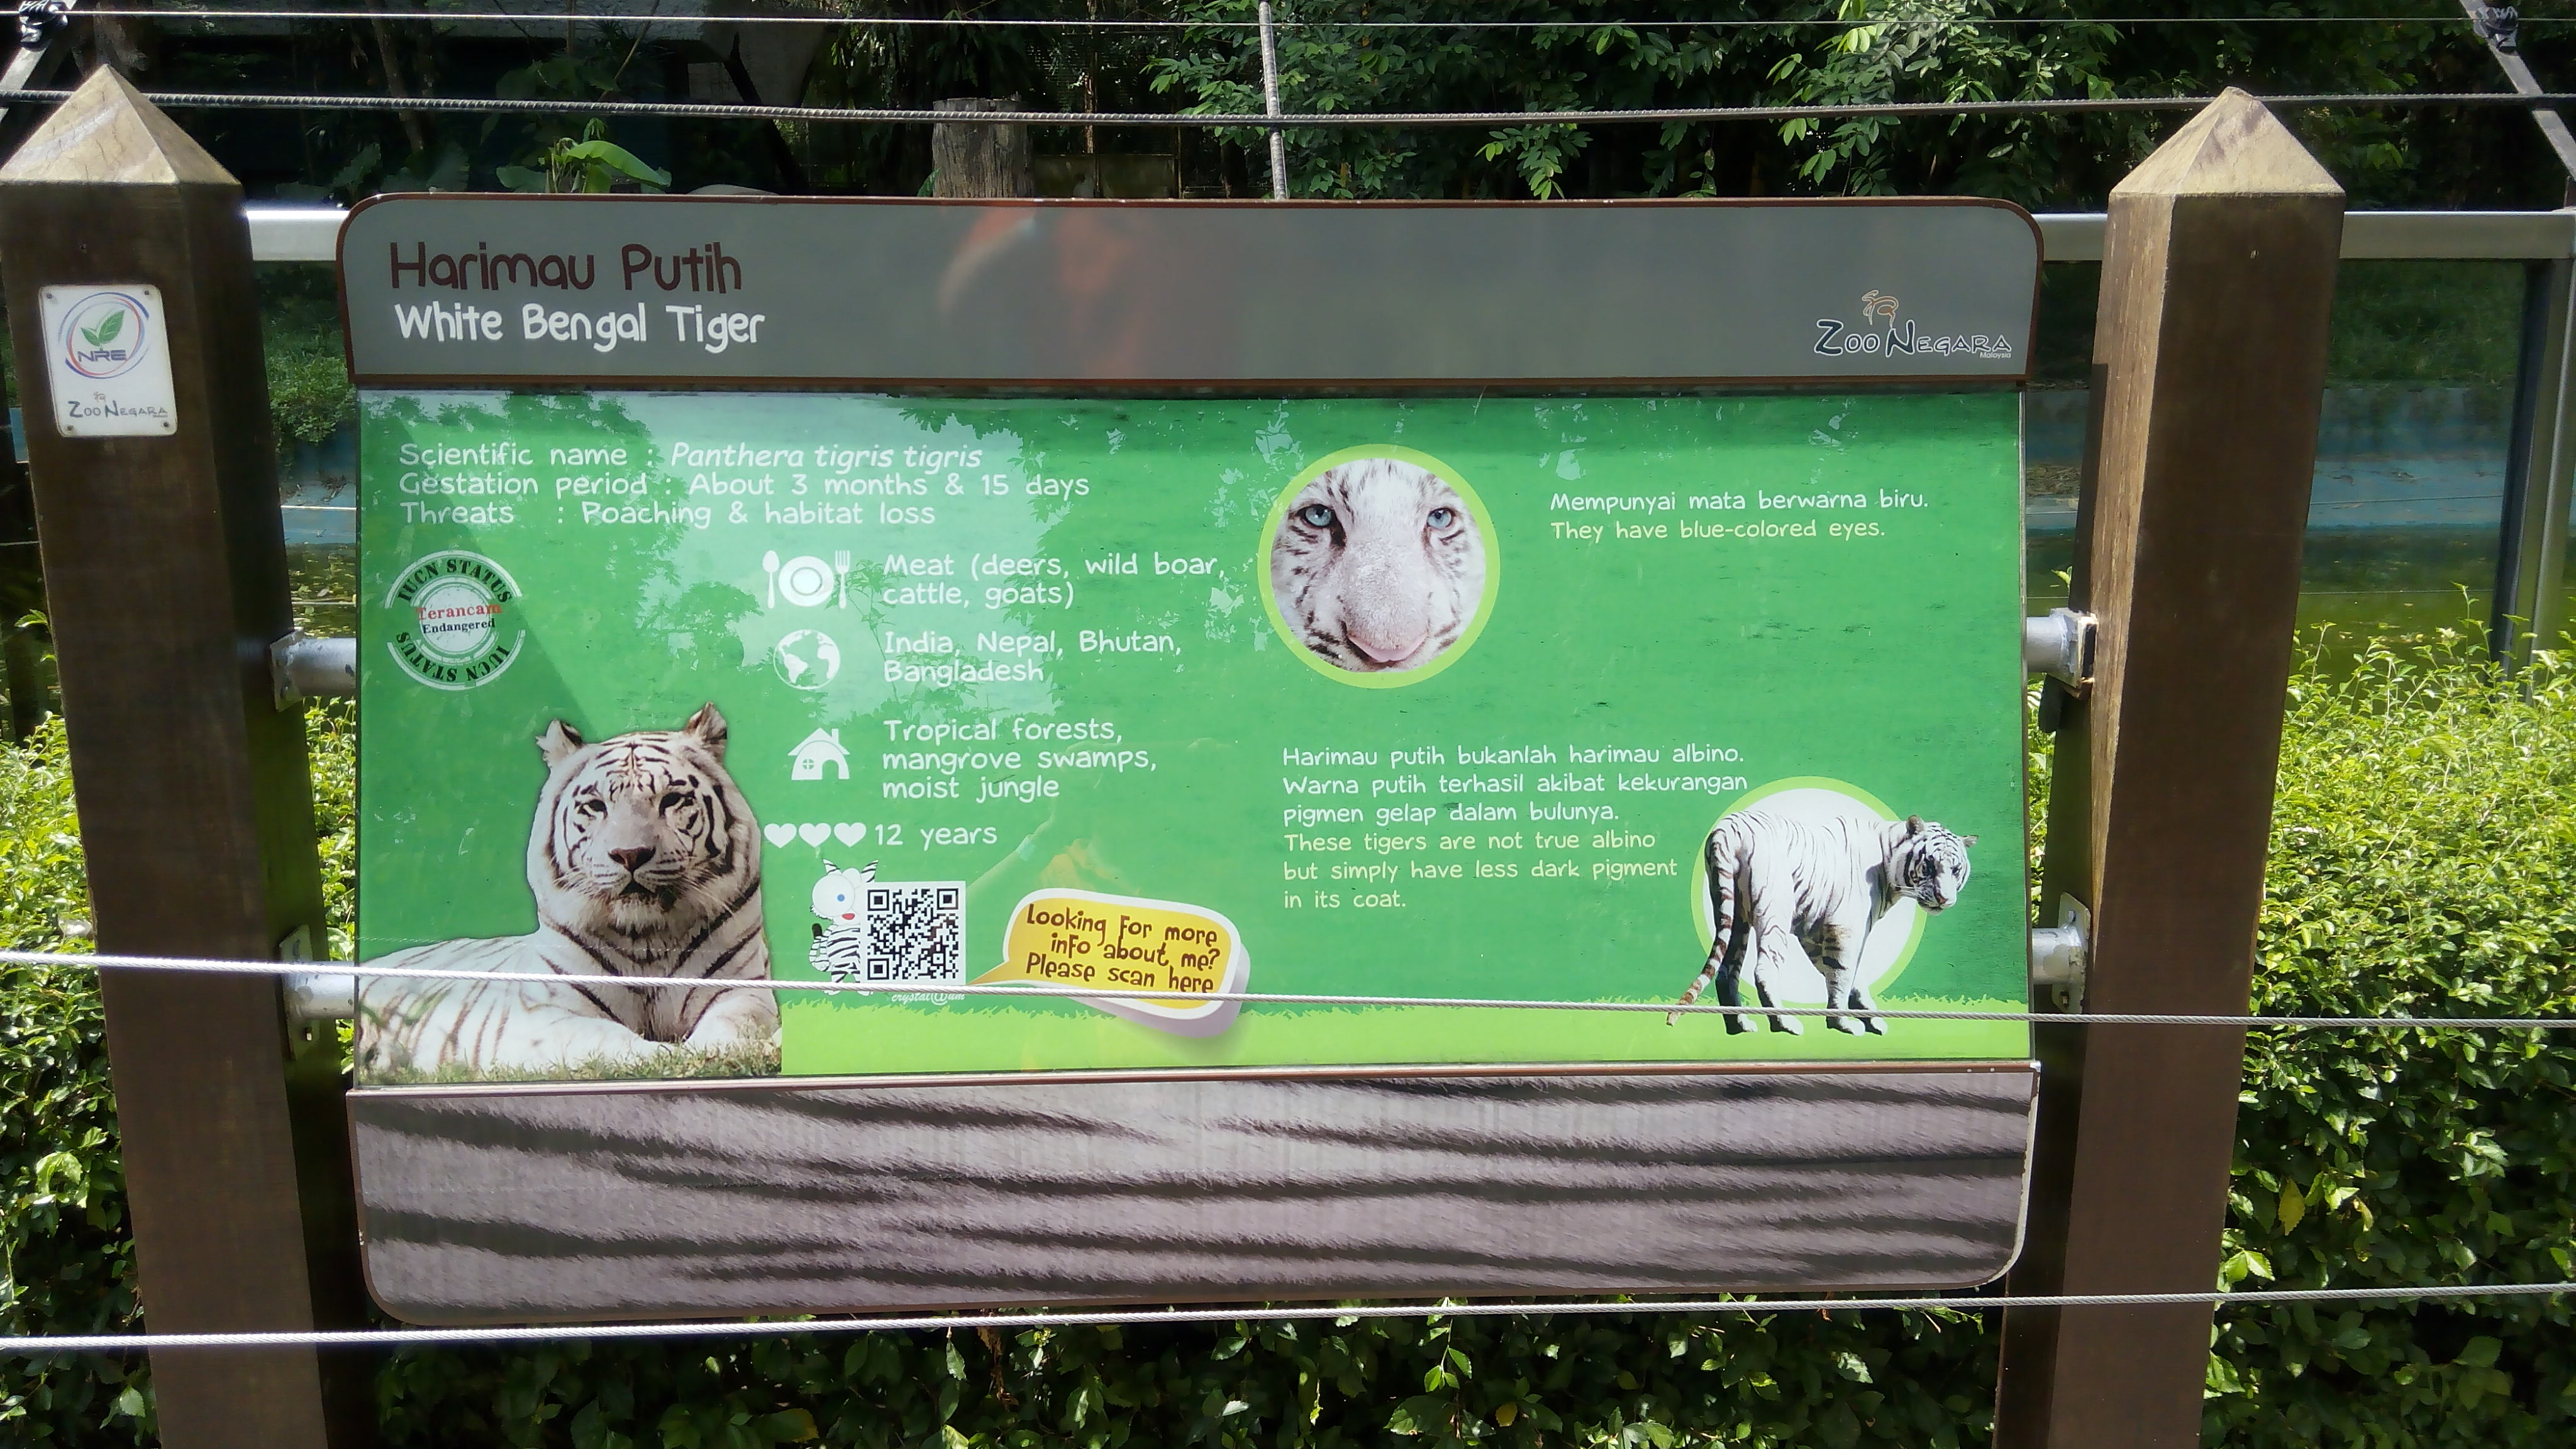 Harimau Putih
White Bengal Tiger
Zoo Negara
Malaysia
NRE
Zoo Negara
Scientific name : Panthera tigris tigris
Gestation period : About 3 months & 15 days
Threats : Poaching & habitat loss
IUCN STATUS
Terancam
Endangered
IUCN STATUS
Meat (deers, wild boar,
cattle, goats)
India, Nepal, Bhutan,
Bangladesh
Tropical forests,
mangrove swamps,
moist jungle
12 years
Looking for more
info about me?
Please scan here
Mempunyai mata berwarna biru.
They have blue-colored eyes.
Harimau putih bukanlah harimau albino.
Warna putih terhasil akibat kekurangan
pigmen gelap dalam bulunya.
These tigers are not true albino
but simply have less dark pigment
in its coat.